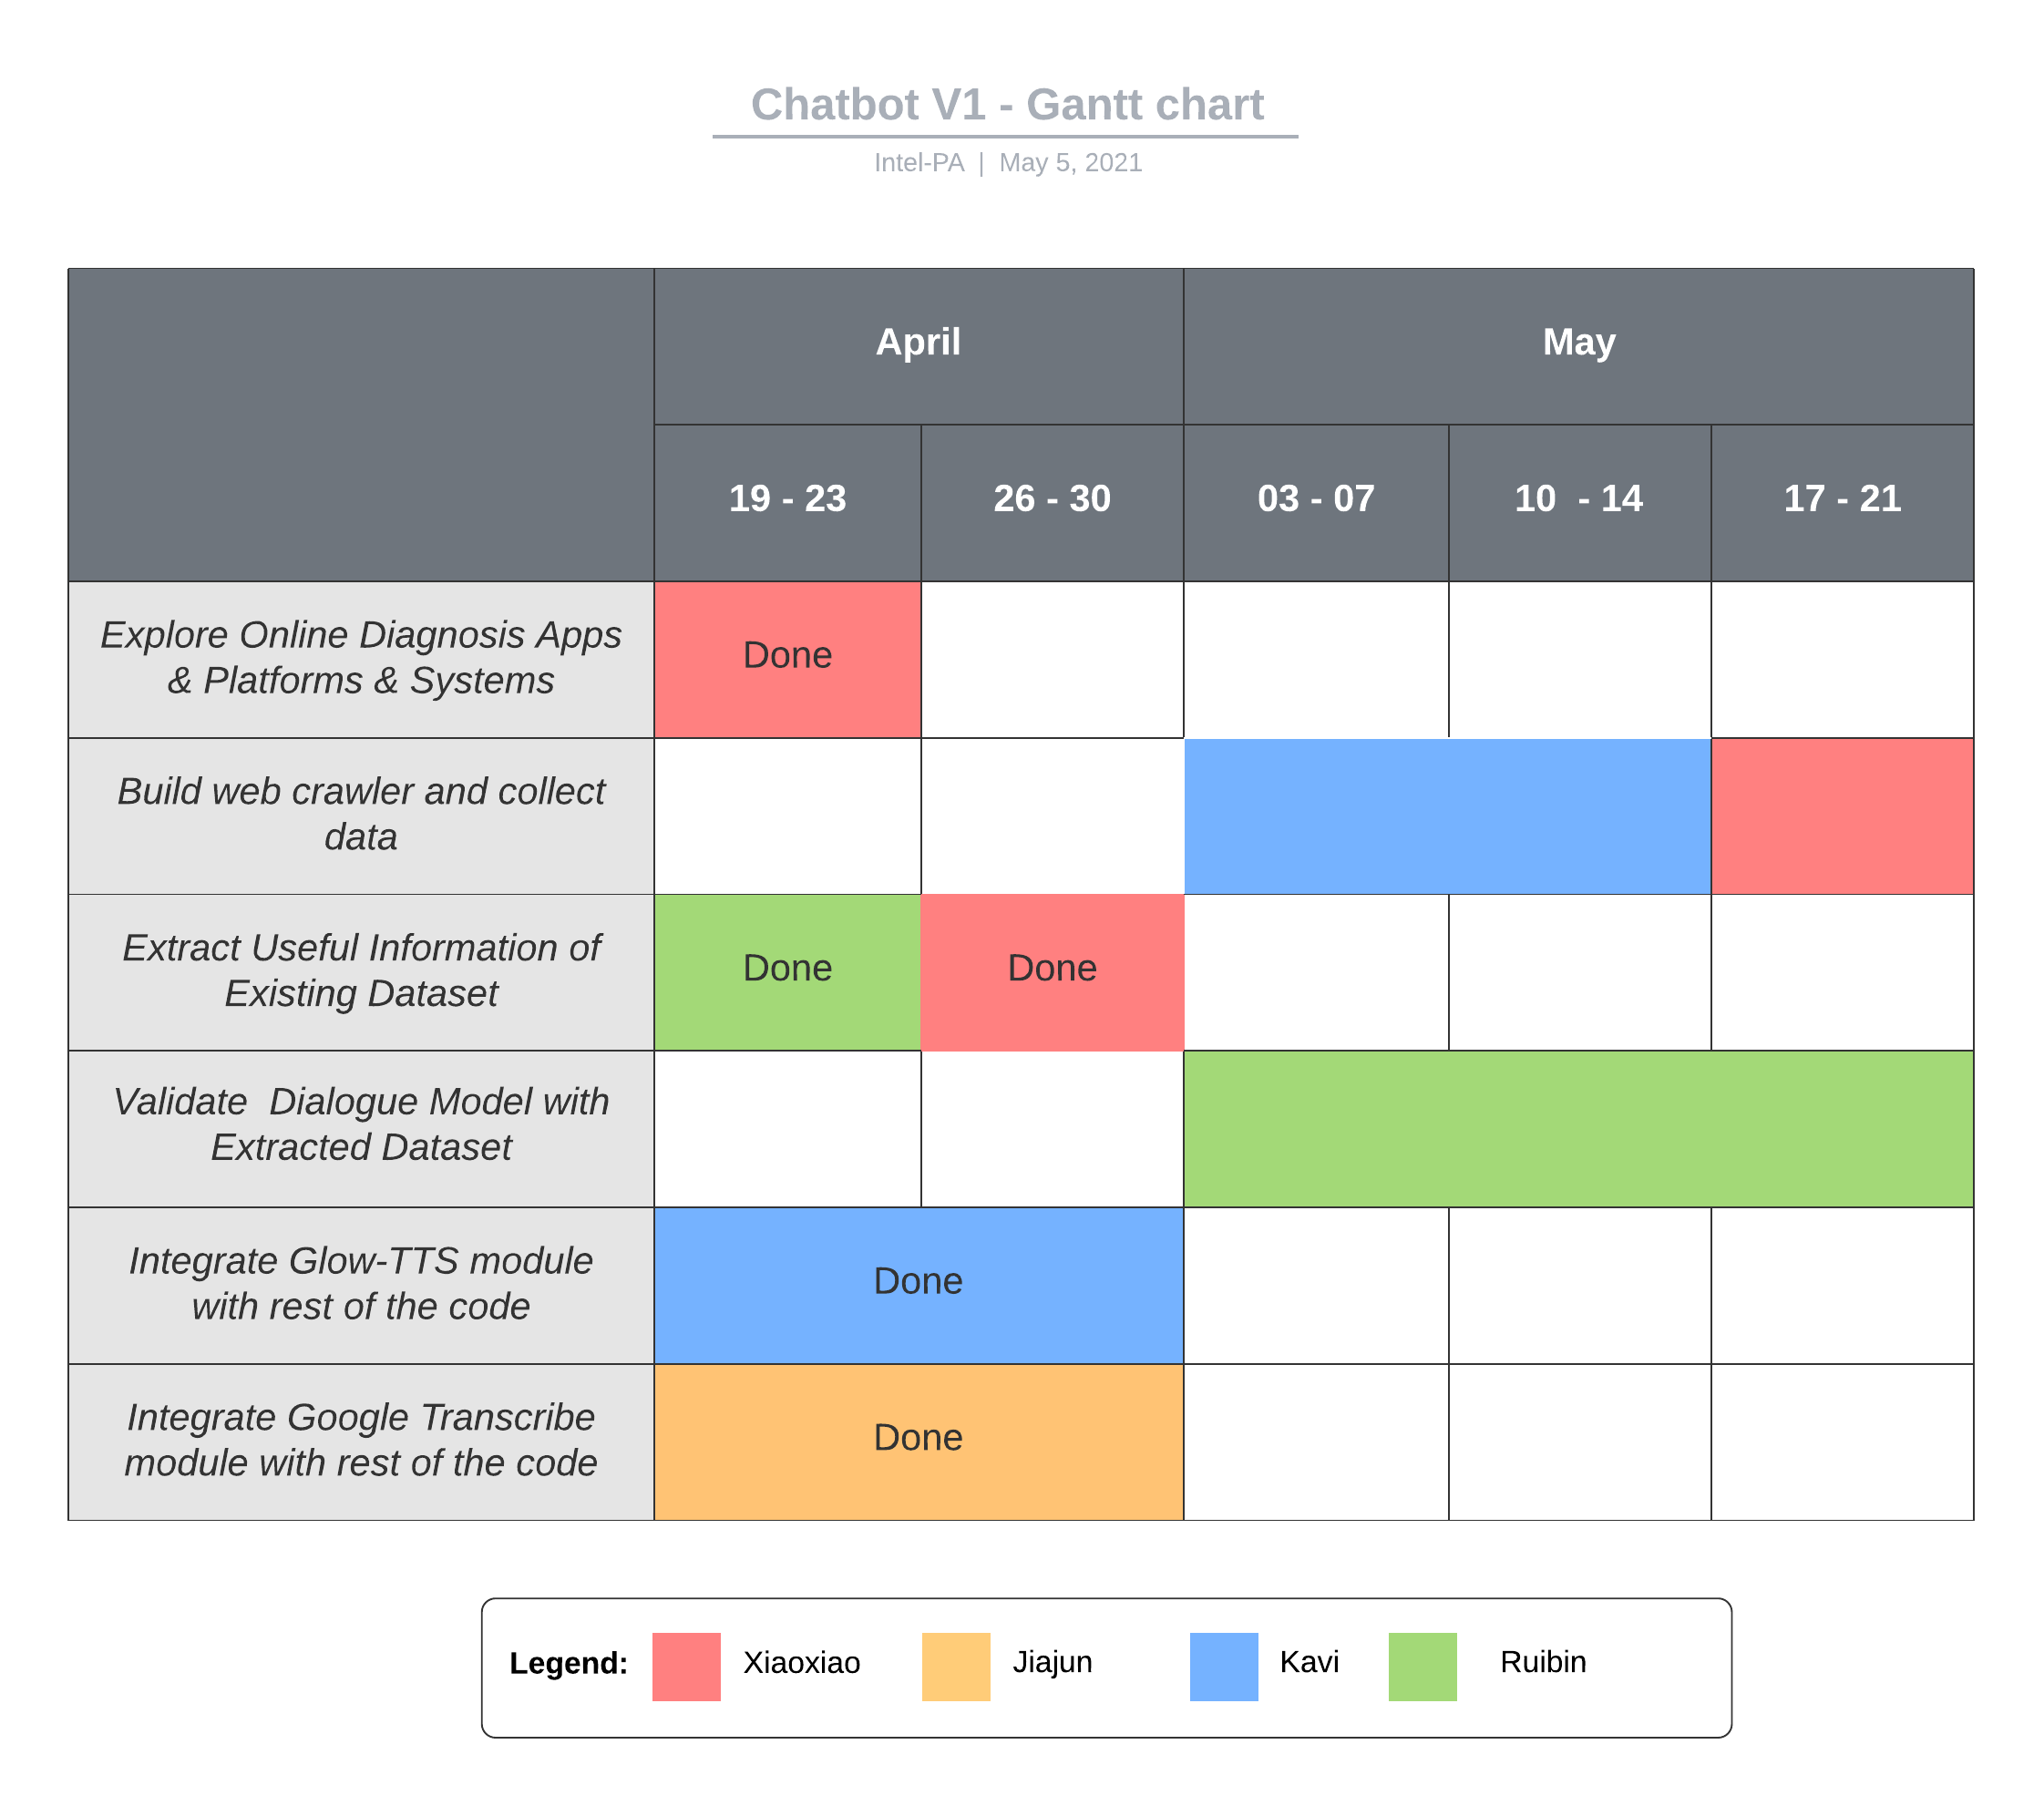 Chatbot V1 - Gantt chart
Intel-PA | May 5, 2021
April
May
19 - 23
26 - 30
03 - 07
10  - 14
17 - 21
Explore Online Diagnosis Apps
& Platforms & Systems
Done
Build web crawler and collect
data
Extract Useful Information of
Existing Dataset
Done
Done
Validate  Dialogue Model with
Extracted Dataset
Integrate Glow-TTS module
with rest of the code
Done
Integrate Google Transcribe
module with rest of the code
Done
Legend:
Xiaoxiao
Jiajun
Kavi
Ruibin